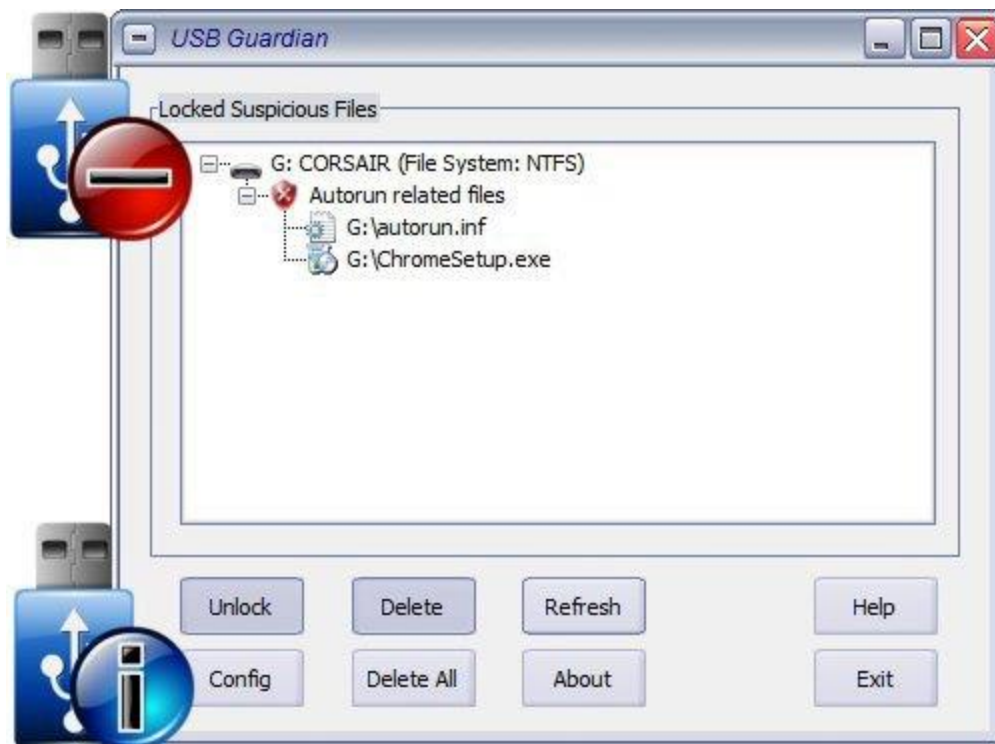 USB Guardian
Locked Suspicious Files
G: CORSAIR (File System: NTFS)
Autorun related files
G:\autorun.inf
G:\ChromeSetup.exe
Unlock Delete Refresh Help
Config Delete All About Exit